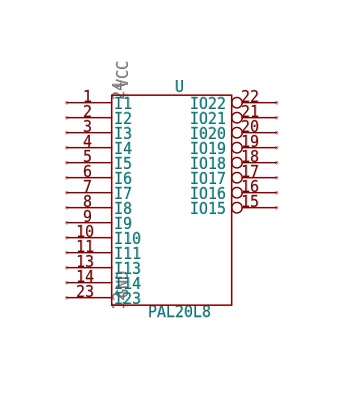 VCC
24
U
1 I1 IO22 22
2 I2 IO21 21
3 I3 I020 20
4 I4 IO19 19
5 I5 IO18 18
6 I6 IO17 17
7 I7 IO16 16
8 I8 IO15 15
9 I9
10 I10
11 I11
13 I13
14 I14
23 I23
GND
12
PAL20L8